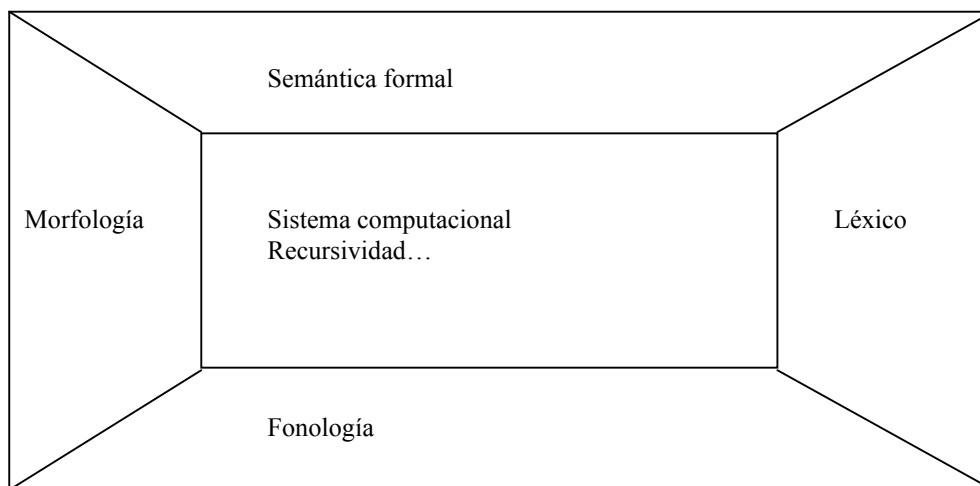 Semántica formal
Morfología
Sistema computacional
Recursividad…
Léxico
Fonología